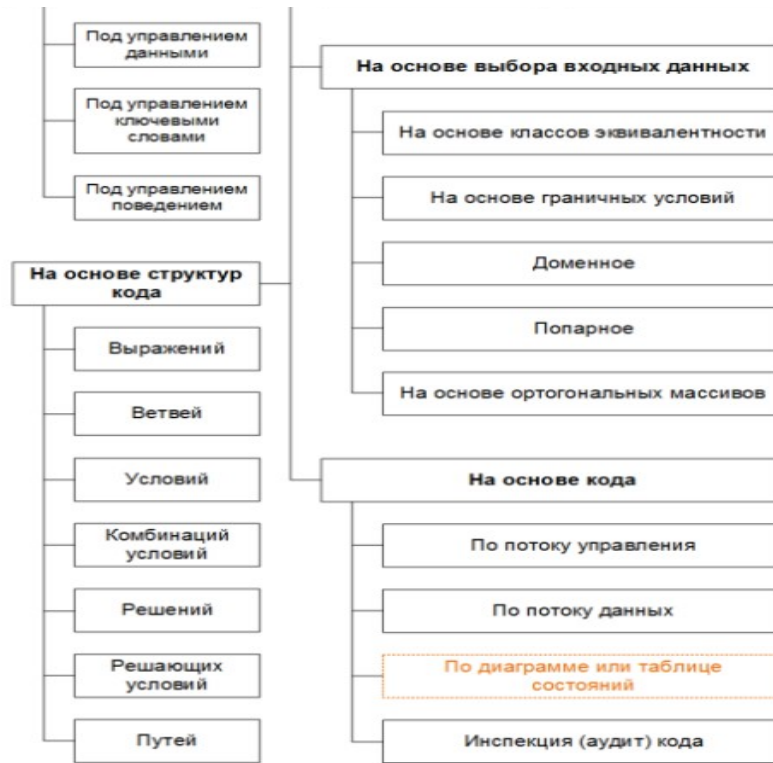 Под управлением
данными
Под управлением
ключевыми
словами
Под управлением
поведением
На основе структур
кода
Выражений
Ветвей
Условий
Комбинаций
условий
Решений
Решающих
условий
Путей
На основе выбора входных данных
На основе классов эквивалентности
На основе граничных условий
Доменное
Попарное
На основе ортогональных массивов
На основе кода
По потоку управления
По потоку данных
По диаграмме или таблице
состояний
Инспекция (аудит) кода